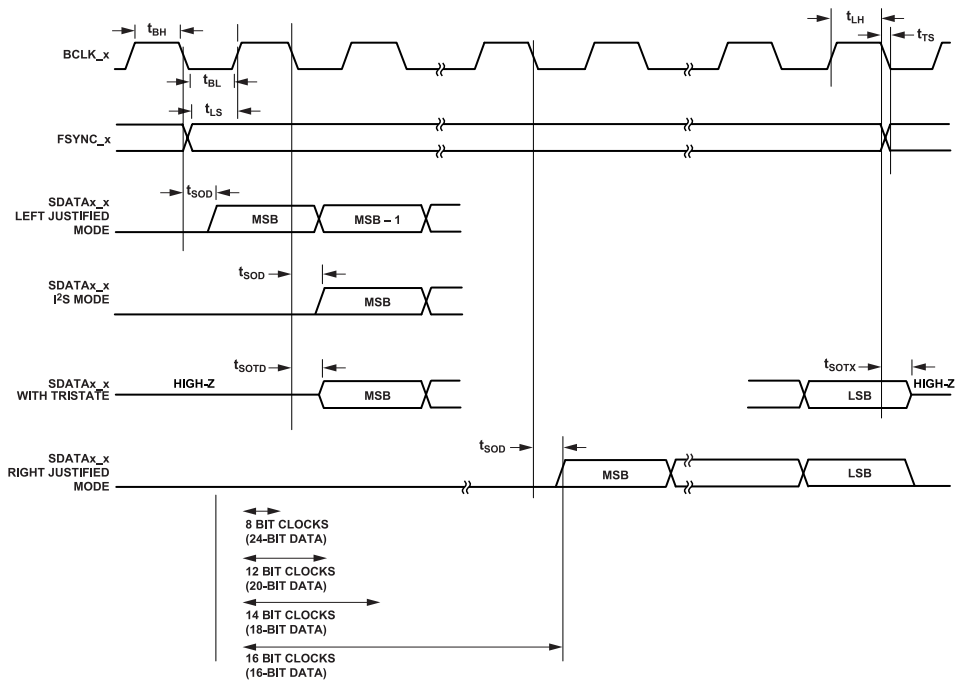 tBH
tLH
tTS
BCLK_x
tBL
tLS
FSYNC_x
tSOD
SDATAx_x
LEFT JUSTIFIED
MODE
MSB
MSB – 1
tSOD
SDATAx_x
I2S MODE
MSB
tSOTD
tSOTX
SDATAx_x
WITH TRISTATE
HIGH-Z
MSB
LSB
HIGH-Z
tSOD
SDATAx_x
RIGHT JUSTIFIED
MODE
MSB
LSB
8 BIT CLOCKS
(24-BIT DATA)
12 BIT CLOCKS
(20-BIT DATA)
14 BIT CLOCKS
(18-BIT DATA)
16 BIT CLOCKS
(16-BIT DATA)